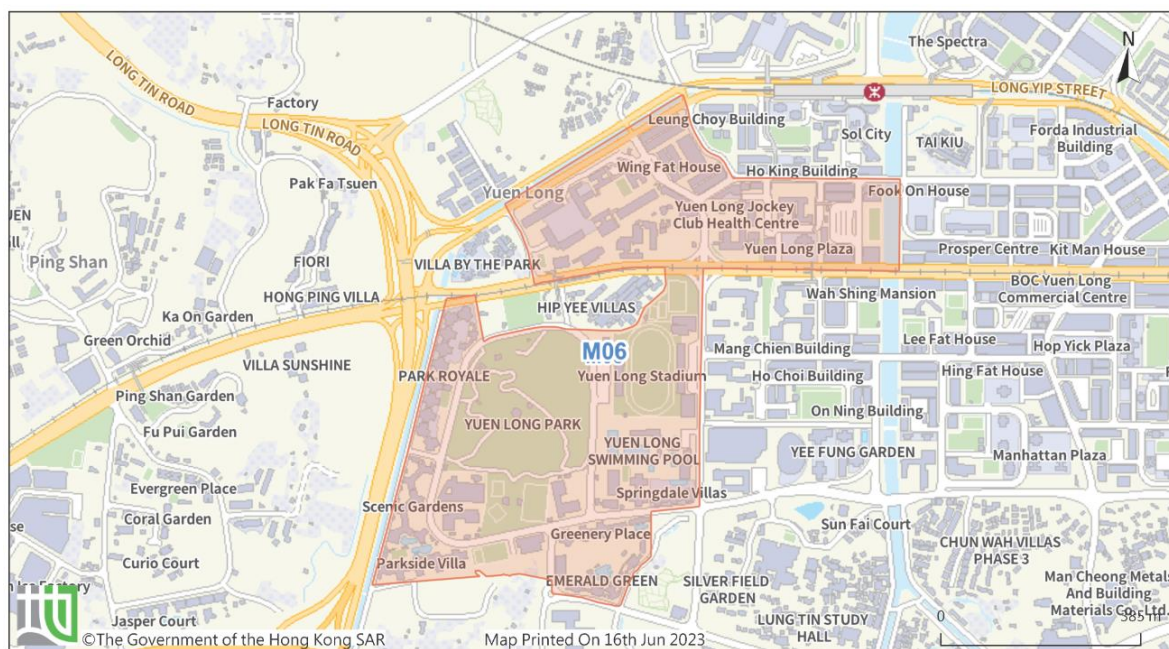 The Spectra
N
LONG TIN ROAD
Factory
LONG TIN ROAD
LONG YIP STREET
Leung Choy Building
Sol City
TAI KIU
Forda Industrial
Building
Wing Fat House
Ho King Building
Pak Fa Tsuen
Yuen Long
Fook On House
Yuen Long Jockey
Club Health Centre
Ping Shan
FIORI
VILLA BY THE PARK
Yuen Long Plaza
Prosper Centre
Kit Man House
HONG PING VILLA
HIP YEE VILLAS
Wah Shing Mansion
BOC Yuen Long
Commercial Centre
Ka On Garden
Green Orchid
M06
Mang Chien Building
Lee Fat House
Hop Yick Plaza
VILLA SUNSHINE
PARK ROYALE
Yuen Long Stadium
Ho Choi Building
Hing Fat House
Ping Shan Garden
YUEN LONG PARK
On Ning Building
Fu Pui Garden
YUEN LONG
SWIMMING POOL
YEE FUNG GARDEN
Manhattan Plaza
Evergreen Place
Springdale Villas
Scenic Gardens
Coral Garden
Greenery Place
Sun Fai Court
CHUN WAH VILLAS
PHASE 3
Curio Court
Parkside Villa
EMERALD GREEN
SILVER FIELD
GARDEN
Man Cheong Metals
And Building
Materials Co., Ltd.
Factory
Jasper Court
LUNG TIN STUDY
HALL
0
385 m
©The Government of the Hong Kong SAR
Map Printed On 16th Jun 2023